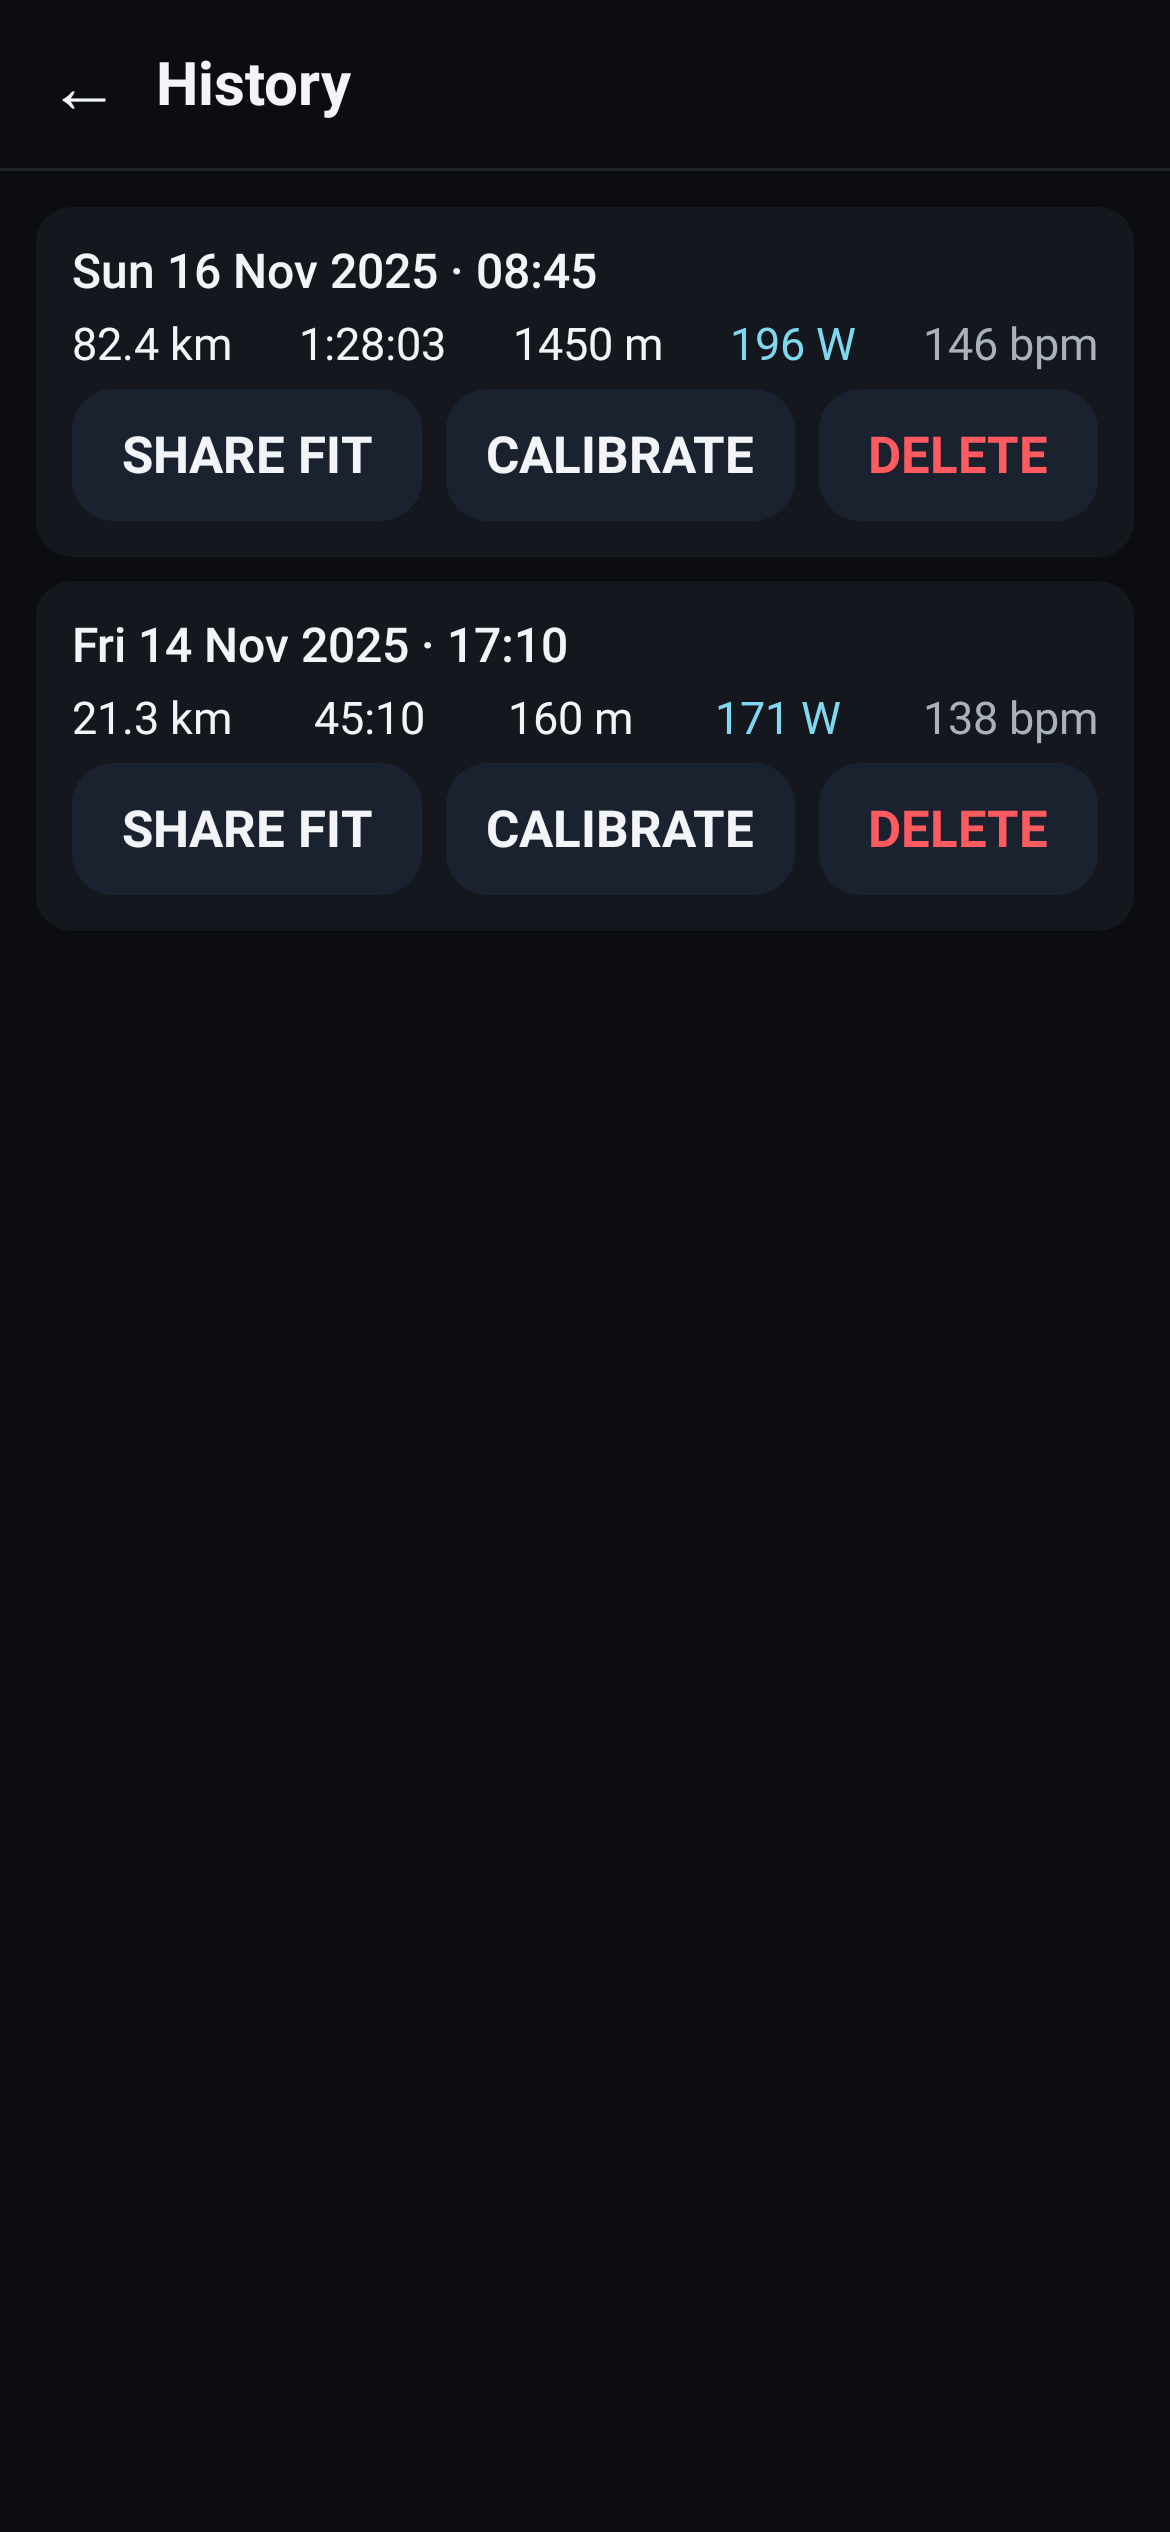 ← History
Sun 16 Nov 2025 · 08:45
82.4 km 1:28:03 1450 m 196 W 146 bpm
SHARE FIT CALIBRATE DELETE
Fri 14 Nov 2025 · 17:10
21.3 km 45:10 160 m 171 W 138 bpm
SHARE FIT CALIBRATE DELETE